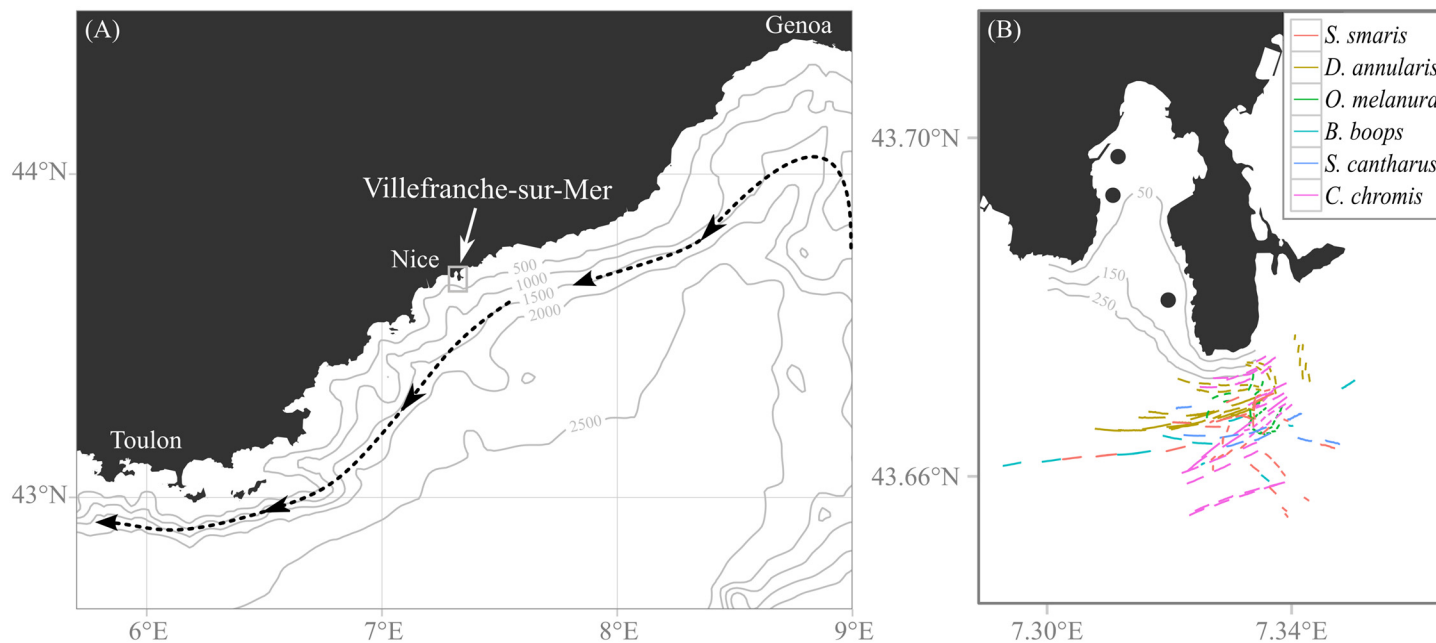 (A)
Genoa
44°N
Villefranche-sur-Mer
Nice
500
1000
1500
2000
2500
Toulon
43°N
6°E
7°E
8°E
9°E
(B)
S. smaris
D. annularis
O. melanura
B. boops
S. cantharus
C. chromis
43.70°N
50
150
250
43.66°N
7.30°E
7.34°E